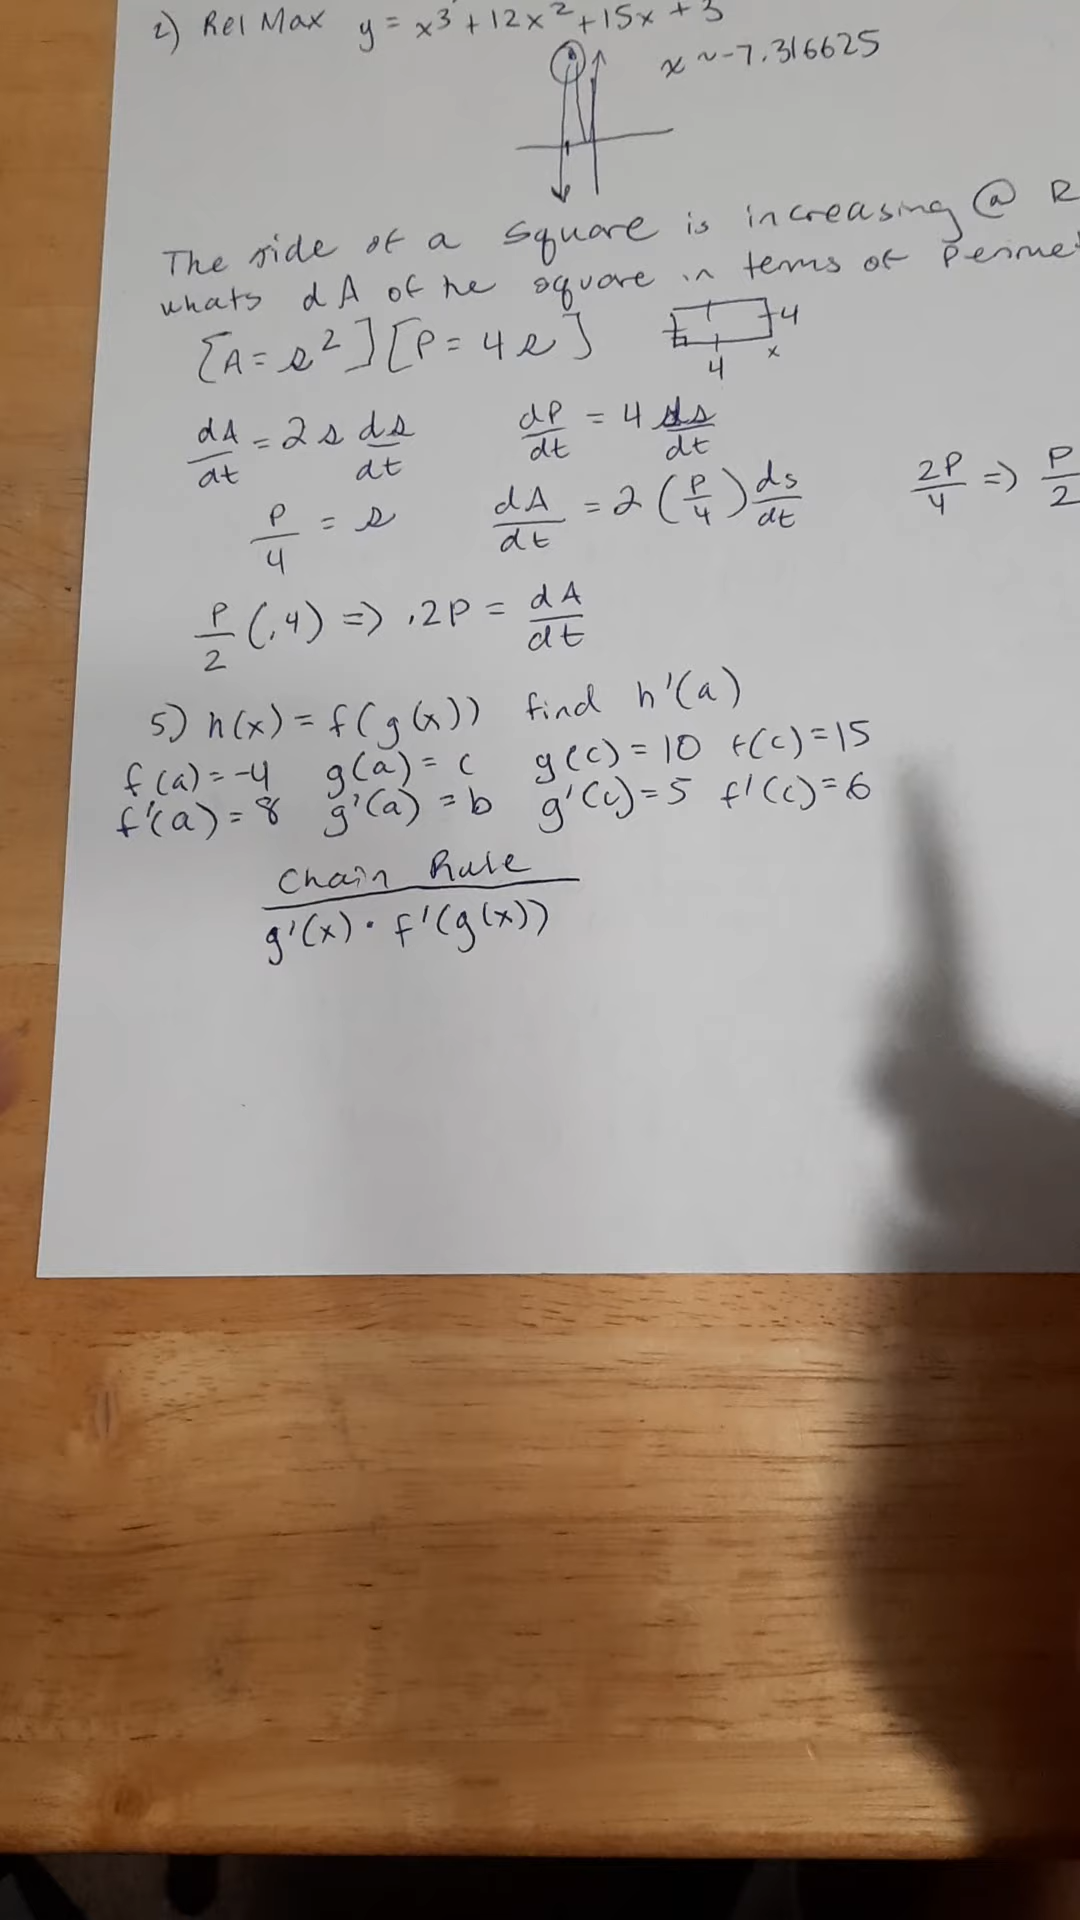 2) Rel Max y = x³ + 12x² + 15x + 3
x ~ -7.316625
The side of a square is increasing @ R
whats dA of he square in terms of Perime
[A = s²] [P = 4s]
4
4 x
dA/dt = 2s ds/dt dP/dt = 4 ds/dt
P/4 = s dA/dt = 2 (P/4) ds/dt 2P/4 => P/2
P/2 (.4) => .2P = dA/dt
5) h(x) = f(g(x)) find h'(a)
f(a) = -4 g(a) = c g(c) = 10 f(c) = 15
f'(a) = 8 g'(a) = b g'(c) = 5 f'(c) = 6
Chain Rule
g'(x) · f'(g(x))